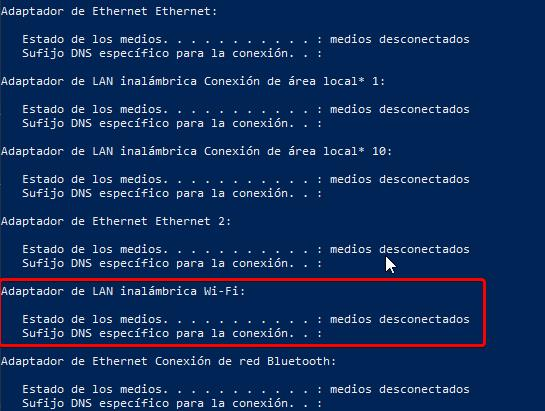 Adaptador de Ethernet Ethernet:
Estado de los medios. . . . . . . . . . . : medios desconectados
Sufijo DNS específico para la conexión. . :
Adaptador de LAN inalámbrica Conexión de área local* 1:
Estado de los medios. . . . . . . . . . . : medios desconectados
Sufijo DNS específico para la conexión. . :
Adaptador de LAN inalámbrica Conexión de área local* 10:
Estado de los medios. . . . . . . . . . . : medios desconectados
Sufijo DNS específico para la conexión. . :
Adaptador de Ethernet Ethernet 2:
Estado de los medios. . . . . . . . . . . : medios desconectados
Sufijo DNS específico para la conexión. . :
Adaptador de LAN inalámbrica Wi-Fi:
Estado de los medios. . . . . . . . . . . : medios desconectados
Sufijo DNS específico para la conexión. . :
Adaptador de Ethernet Conexión de red Bluetooth:
Estado de los medios. . . . . . . . . . . : medios desconectados
Sufijo DNS específico para la conexión. . :